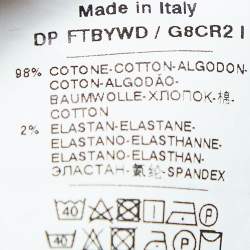 Made in Italy
DP FTBYWD / G8CR2 I
98% COTONE-COTTON-ALGODON-
COTON-ALGODÃO-
BAUMWOLLE-ХЛОПОК-棉-
COTTON
2% ELASTAN-ELASTANE-
ELASTANO-ELASTHANNE-
ELASTANO-ELASTHAN-
ЭЛАСТАН-氨纶-SPANDEX
40 P
40 P